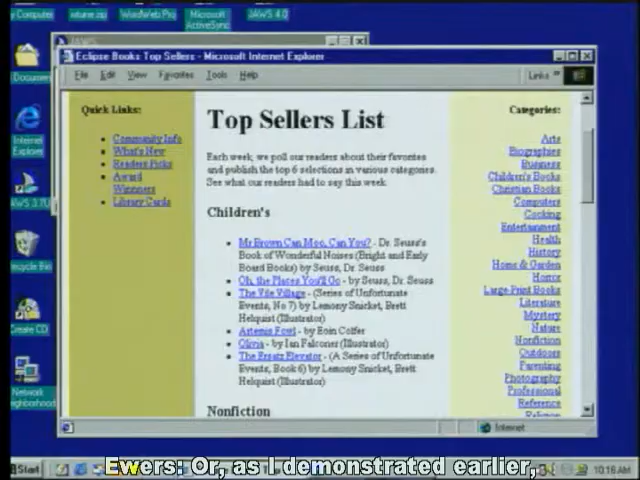 Computer
winzip.exe
WordWeb Pro
Microsoft
ActiveSync
JAWS 4.0
JAWS
Eclipse Books Top Sellers - Microsoft Internet Explorer
File Edit View Favorites Tools Help
Links »
Document
Internet
Explorer
JAWS 3.7U
Recycle Bin
Create CD
Network
Neighborhood
Quick Links:
Community Info
What's New
Readers Picks
Award
Winners
Library Cards
Top Sellers List
Each week, we poll our readers about their favorites
and publish the top 6 selections in various categories.
See what our readers had to say this week.
Children's
Mr Brown Can Moo, Can You? - Dr. Seuss's
Book of Wonderful Noises (Bright and Early
Board Books) by Seuss, Dr. Seuss
Oh, the Places You'll Go - by Seuss, Dr. Seuss
The Vile Village - (Series of Unfortunate
Events, No 7) by Lemony Snicket, Brett
Helquist (Illustrator)
Artemis Fowl - by Eoin Colfer
Olivia - by Ian Falconer (Illustrator)
The Ersatz Elevator - (A Series of Unfortunate
Events, Book 6) by Lemony Snicket, Brett
Helquist (Illustrator)
Nonfiction
Categories:
Arts
Biographies
Business
Children's Books
Christian Books
Computers
Cooking
Entertainment
Health
History
Home & Garden
Horror
Large-Print Books
Literature
Mystery
Nature
Nonfiction
Outdoors
Parenting
Photography
Professional
Reference
Religion
Internet
Start
10:16 AM
Ewers: Or, as I demonstrated earlier,